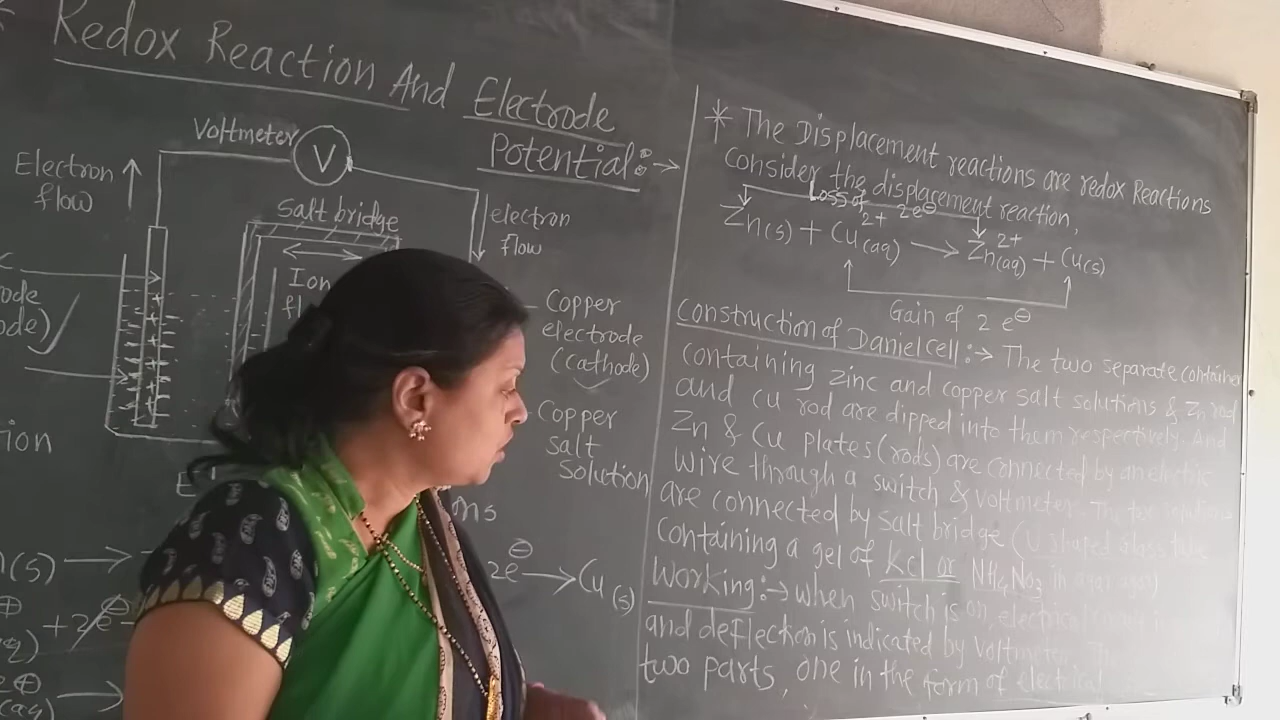 Redox Reaction And Electrode
Potential:→
Voltmeter
V
Electron
flow
Salt bridge
electron
flow
Ion
Copper
electrode
(cathode)
Copper
Salt
Solution
2e⊖ → Cu(s)
+ 2e⊖
* The Displacement reactions are redox Reactions
Consider the displacement reaction,
Loss of 2e⊖
Zn(s) + Cu²⁺(aq) → Zn²⁺(aq) + Cu(s)
Gain of 2 e⊖
Construction of Daniel cell:→ The two separate container
containing zinc and copper salt solutions & Zn rod
and cu rod are dipped into them respectively. And
Zn & Cu plates (rods) are connected by an electric
wire through a switch & voltmeter. The two solutions
are connected by salt bridge (U shaped glass tube
containing a gel of Kcl or NH₄NO₃ in agar agar)
Working:→ when switch is on, electrical
and deflection is indicated by voltmeter.
two parts, one in the form of electrical